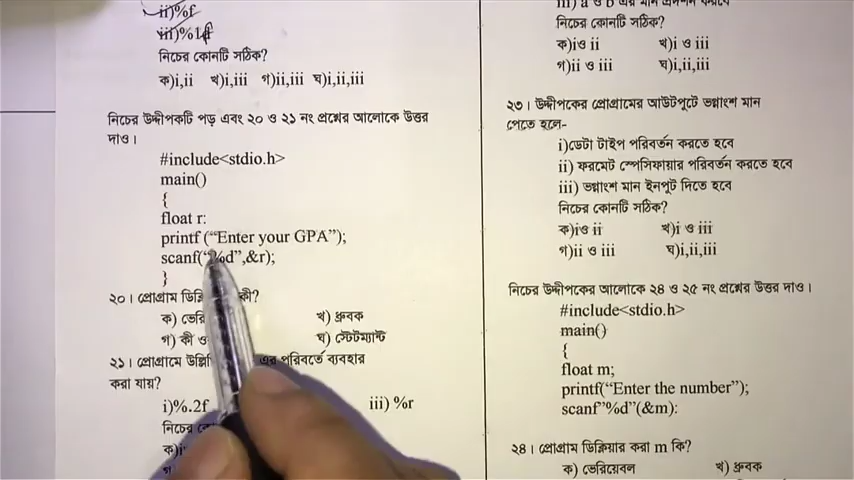 ii)%f
iii)%1f
নিচের কোনটি সঠিক?
ক)i,ii খ)i,iii গ)ii,iii ঘ)i,ii,iii
নিচের উদ্দীপকটি পড় এবং ২০ ও ২১ নং প্রশ্নের আলোকে উত্তর
দাও।
#include<stdio.h>
main()
{
float r:
printf (“Enter your GPA”);
scanf(“%d”,&r);
}
২০। প্রোগ্রাম কী?
ক) খ) ধ্রুবক
গ) কী ঘ) স্টেটম্যান্ট
২১। প্রোগ্রামে এর পরিবর্তে ব্যবহার
করা যায়?
i)%.2f iii) %r
নিচের
ক)i
গ
iii) a ও b এর মান
ক)iও ii খ)i ও iii
গ)ii ও iii ঘ)i,ii,iii
২৩। উদ্দীপকের প্রোগ্রামের আউটপুটে ভগ্নাংশ মান
পেতে হলে-
i)ডেটা টাইপ পরিবর্তন করতে হবে
ii) ফরমেট স্পেসিফায়ার পরিবর্তন করতে হবে
iii) ভগ্নাংশ মান ইনপুট দিতে হবে
নিচের কোনটি সঠিক?
ক)iও ii খ)i ও iii
গ)ii ও iii ঘ)i,ii,iii
নিচের উদ্দীপকের আলোকে ২৪ ও ২৫ নং প্রশ্নের উত্তর দাও।
#include<stdio.h>
main()
{
float m;
printf(“Enter the number”);
scanf”%d”(&m):
২৪। প্রোগ্রাম ডিক্লিয়ার করা m কি?
ক) ভেরিয়েবল খ) ধ্রুবক